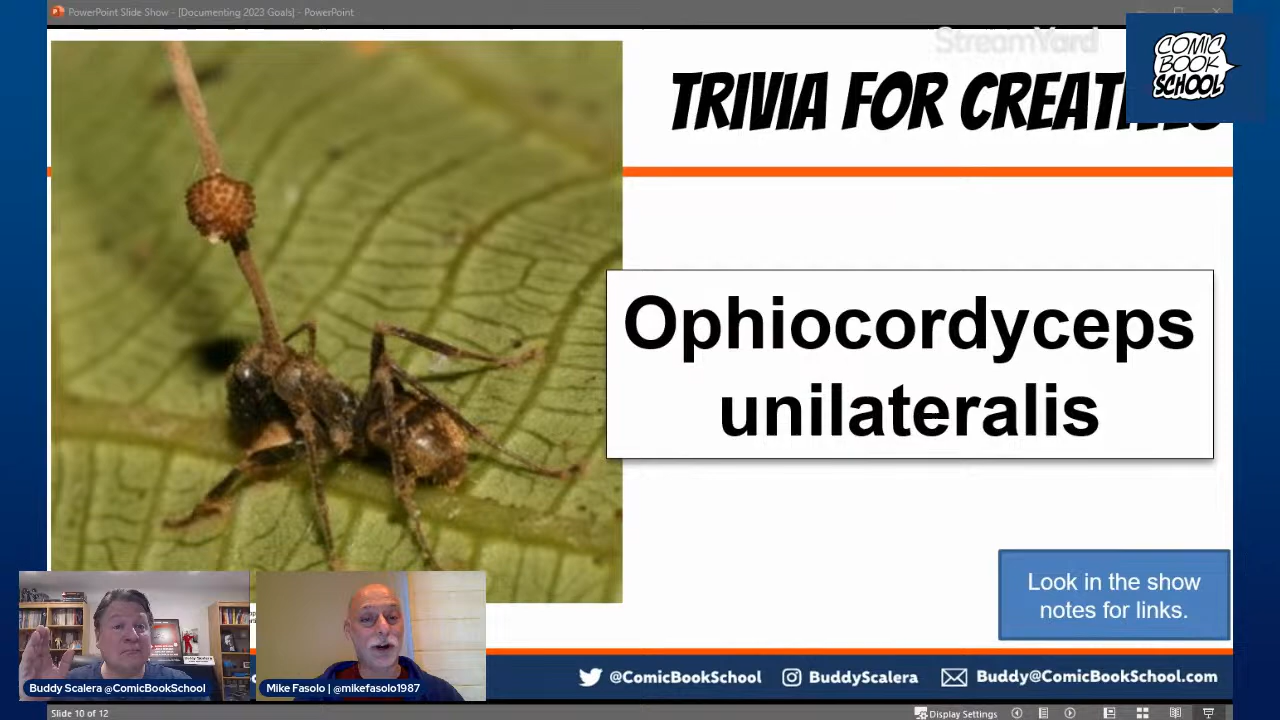 PowerPoint Slide Show - [Documenting 2023 Goals] - PowerPoint
StreamYard
COMIC
BOOK
SCHOOL
TRIVIA FOR
Ophiocordyceps
unilateralis
Look in the show
notes for links.
Buddy Scalera @ComicBookSchool
Mike Fasolo | @mikefasolo1987
@ComicBookSchool
BuddyScalera
Buddy@ComicBookSchool.com
Slide 10 of 12
Display Settings